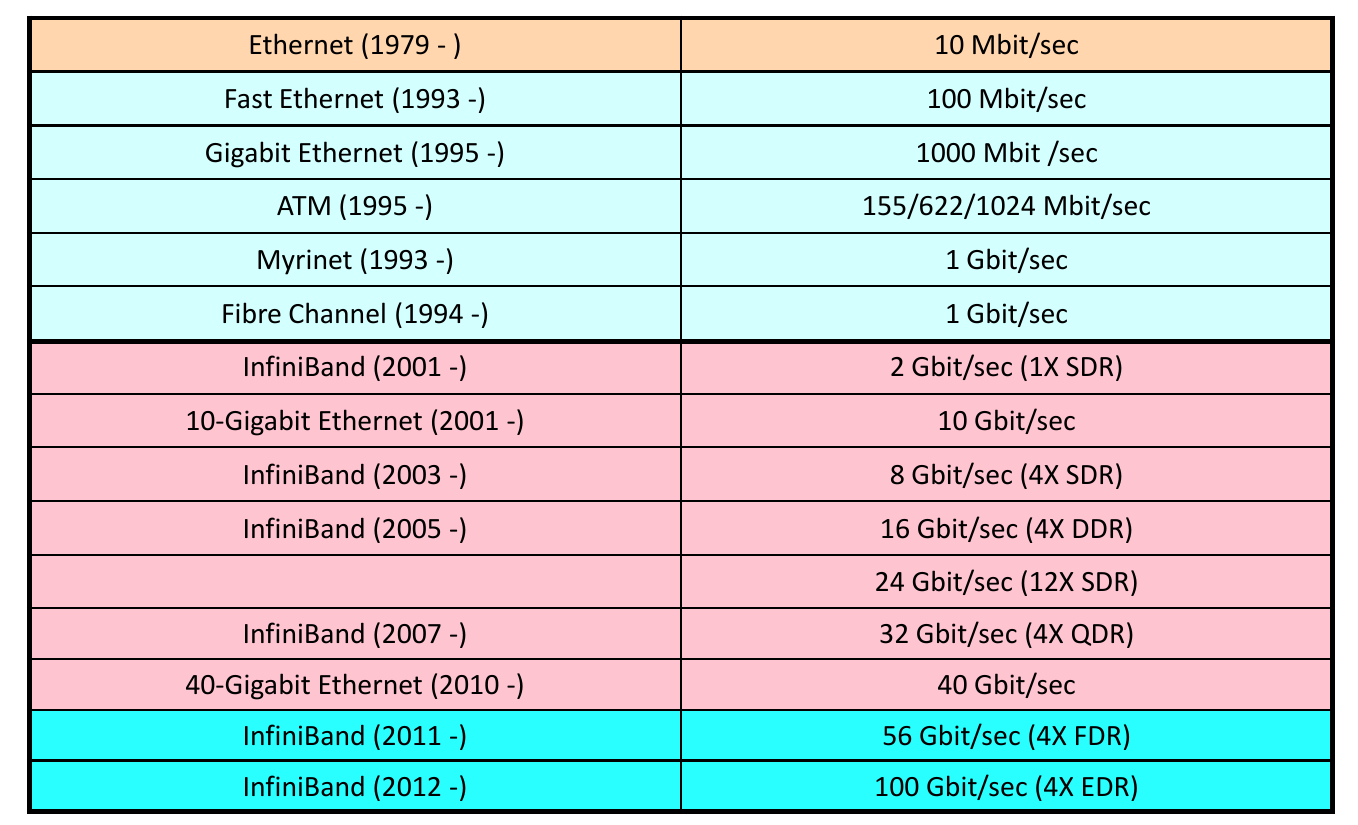 Ethernet (1979 - ) 10 Mbit/sec
Fast Ethernet (1993 -) 100 Mbit/sec
Gigabit Ethernet (1995 -) 1000 Mbit /sec
ATM (1995 -) 155/622/1024 Mbit/sec
Myrinet (1993 -) 1 Gbit/sec
Fibre Channel (1994 -) 1 Gbit/sec
InfiniBand (2001 -) 2 Gbit/sec (1X SDR)
10-Gigabit Ethernet (2001 -) 10 Gbit/sec
InfiniBand (2003 -) 8 Gbit/sec (4X SDR)
InfiniBand (2005 -) 16 Gbit/sec (4X DDR)
24 Gbit/sec (12X SDR)
InfiniBand (2007 -) 32 Gbit/sec (4X QDR)
40-Gigabit Ethernet (2010 -) 40 Gbit/sec
InfiniBand (2011 -) 56 Gbit/sec (4X FDR)
InfiniBand (2012 -) 100 Gbit/sec (4X EDR)